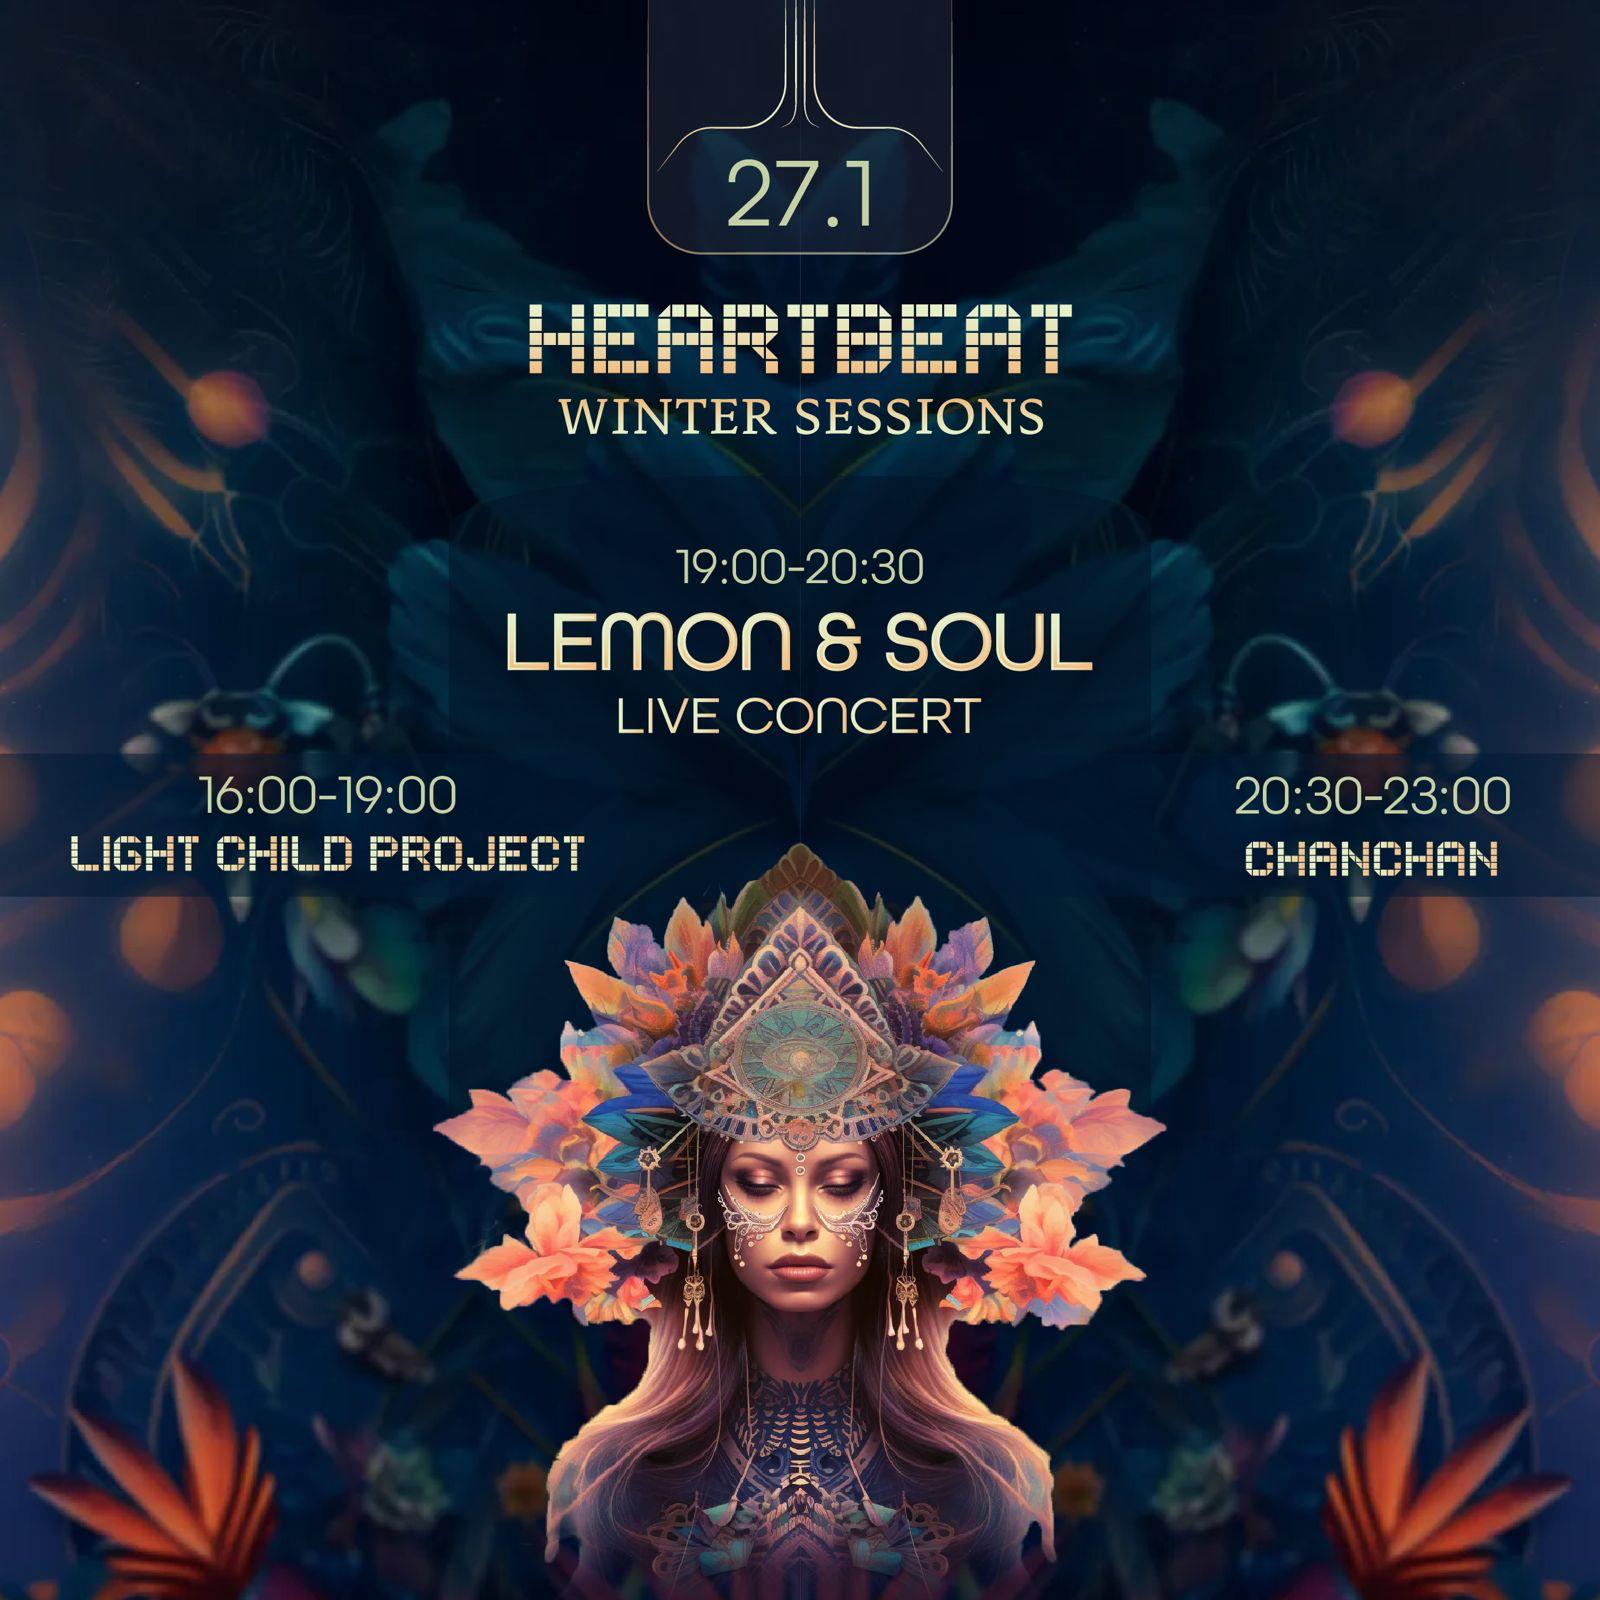 27.1
HEARTBEAT
WINTER SESSIONS
19:00-20:30
LEMON & SOUL
LIVE CONCERT
16:00-19:00
LIGHT CHILD PROJECT
20:30-23:00
CHANCHAN